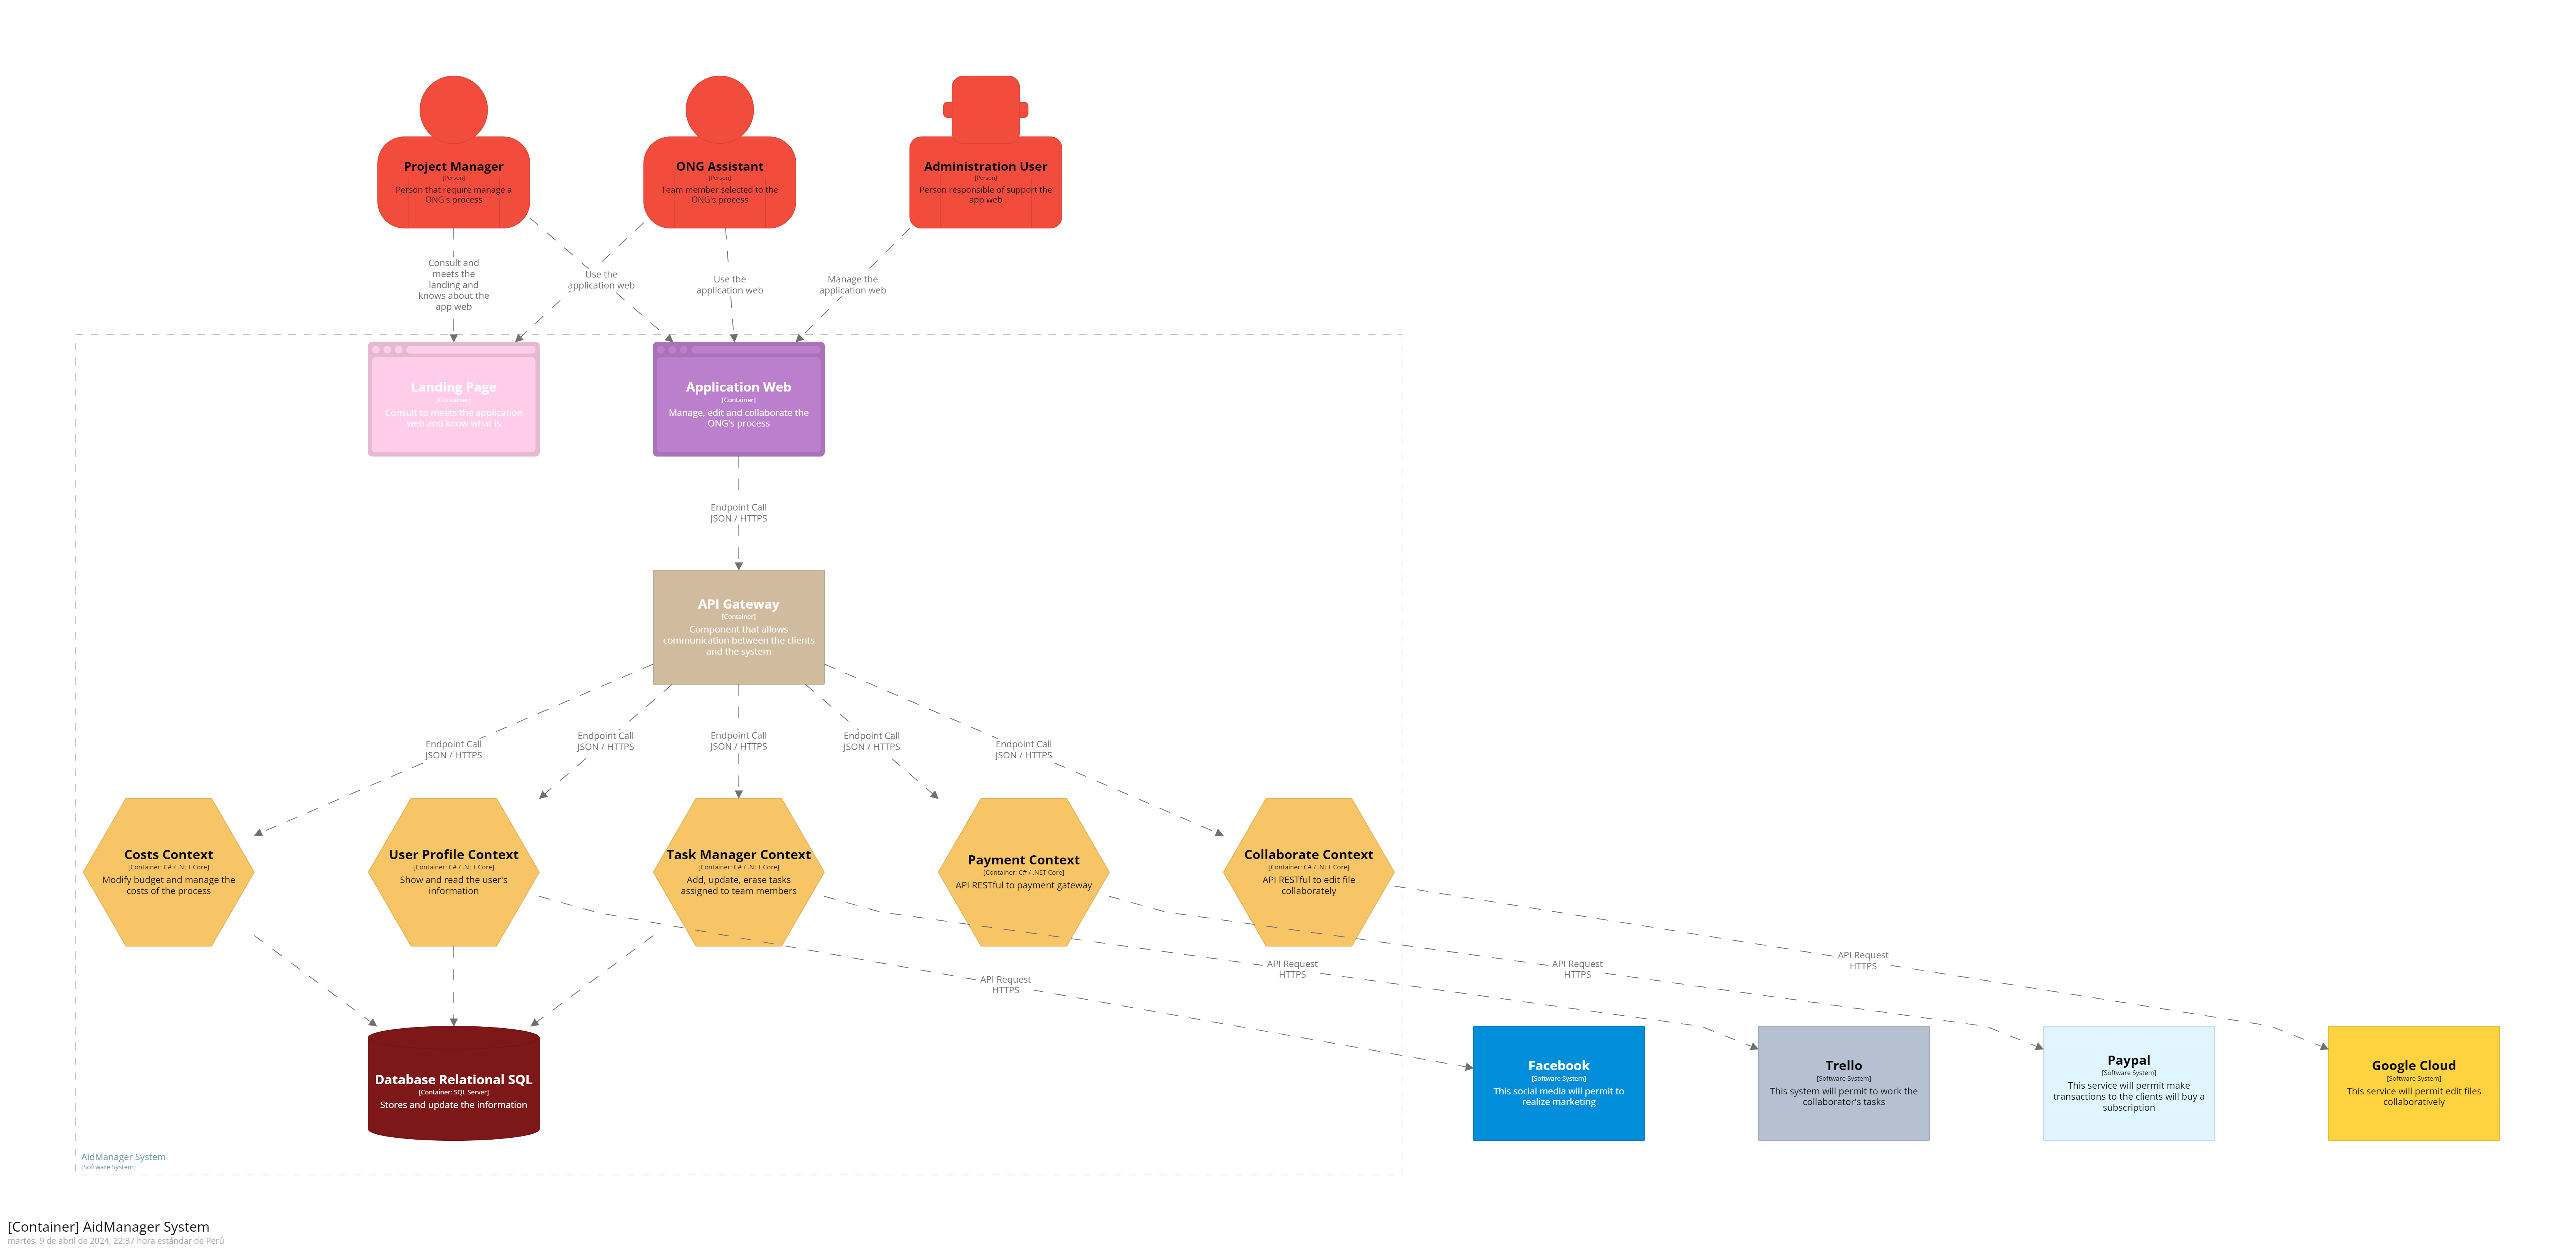 Project Manager
[Person]
Person that require manage a
ONG's process
ONG Assistant
[Person]
Team member selected to the
ONG's process
Administration User
[Person]
Person responsible of support the
app web
Consult and
meets the
landing and
knows about the
app web
Use the
application web
Use the
application web
Manage the
application web
Landing Page
[Container]
Consult to meets the application
web and know what is
Application Web
[Container]
Manage, edit and collaborate the
ONG's process
Endpoint Call
JSON / HTTPS
API Gateway
[Container]
Component that allows
communication between the clients
and the system
Endpoint Call
JSON / HTTPS
Endpoint Call
JSON / HTTPS
Endpoint Call
JSON / HTTPS
Endpoint Call
JSON / HTTPS
Endpoint Call
JSON / HTTPS
Costs Context
[Container: C# / .NET Core]
Modify budget and manage the
costs of the process
User Profile Context
[Container: C# / .NET Core]
Show and read the user's
information
Task Manager Context
[Container: C# / .NET Core]
Add, update, erase tasks
assigned to team members
Payment Context
[Container: C# / .NET Core]
API RESTful to payment gateway
Collaborate Context
[Container: C# / .NET Core]
API RESTful to edit file
collaborately
API Request
HTTPS
API Request
HTTPS
API Request
HTTPS
API Request
HTTPS
Database Relational SQL
[Container: SQL Server]
Stores and update the information
Facebook
[Software System]
This social media will permit to
realize marketing
Trello
[Software System]
This system will permit to work the
collaborator's tasks
Paypal
[Software System]
This service will permit make
transactions to the clients will buy a
subscription
Google Cloud
[Software System]
This service will permit edit files
collaboratively
AidManager System
[Software System]
[Container] AidManager System
martes, 9 de abril de 2024, 22:37 hora estándar de Perú